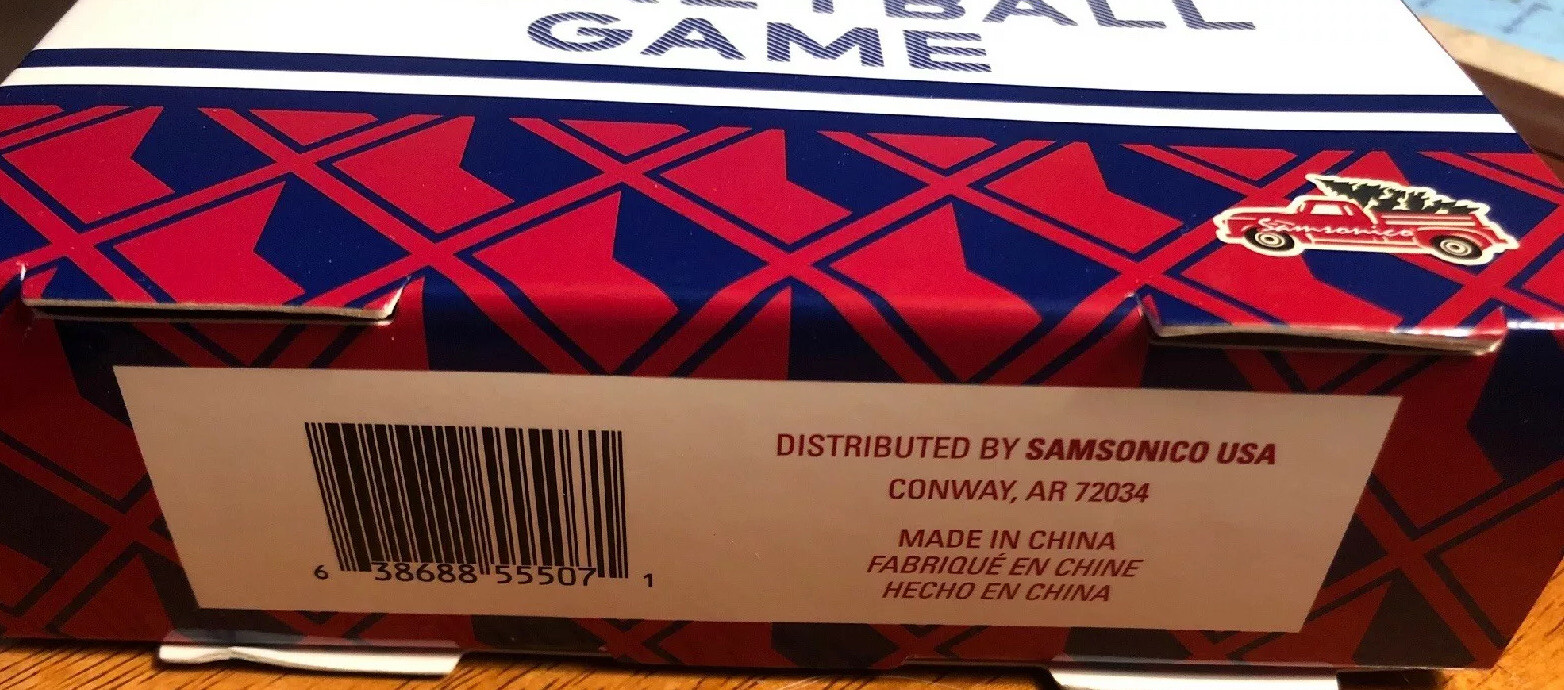 GAME
Samsonico
DISTRIBUTED BY SAMSONICO USA
CONWAY, AR 72034
MADE IN CHINA
FABRIQUÉ EN CHINE
HECHO EN CHINA
6 38688 55507 1